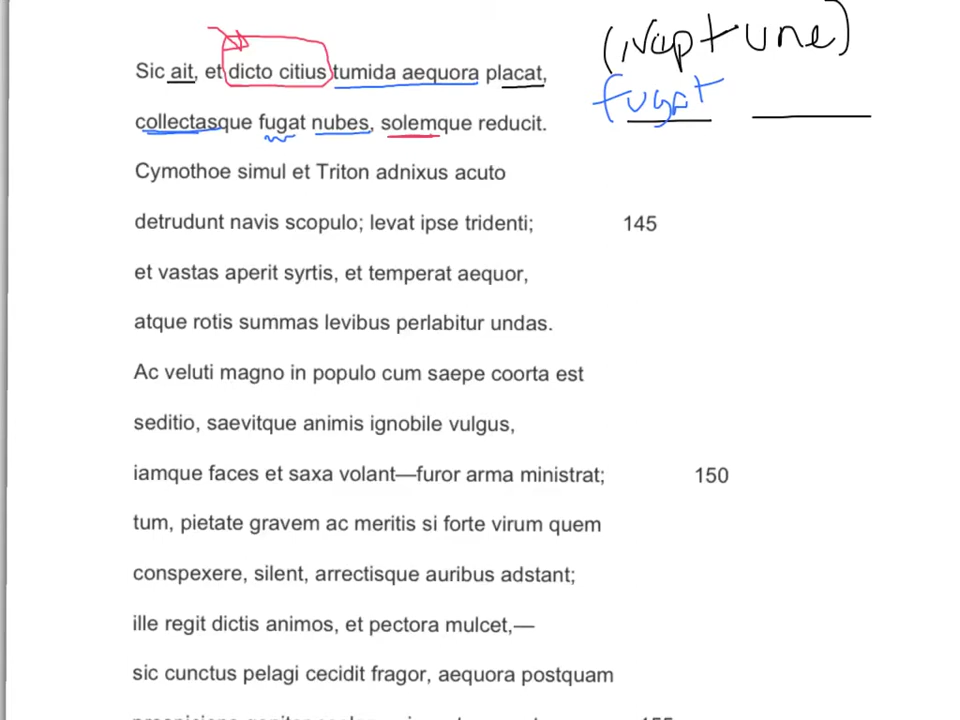 (Neptune)
Sic ait, et dicto citius tumida aequora placat,
fugat
collectasque fugat nubes, solemque reducit.
Cymothoe simul et Triton adnixus acuto
detrudunt navis scopulo; levat ipse tridenti; 145
et vastas aperit syrtis, et temperat aequor,
atque rotis summas levibus perlabitur undas.
Ac veluti magno in populo cum saepe coorta est
seditio, saevitque animis ignobile vulgus,
iamque faces et saxa volant—furor arma ministrat; 150
tum, pietate gravem ac meritis si forte virum quem
conspexere, silent, arrectisque auribus adstant;
ille regit dictis animos, et pectora mulcet,—
sic cunctus pelagi cecidit fragor, aequora postquam